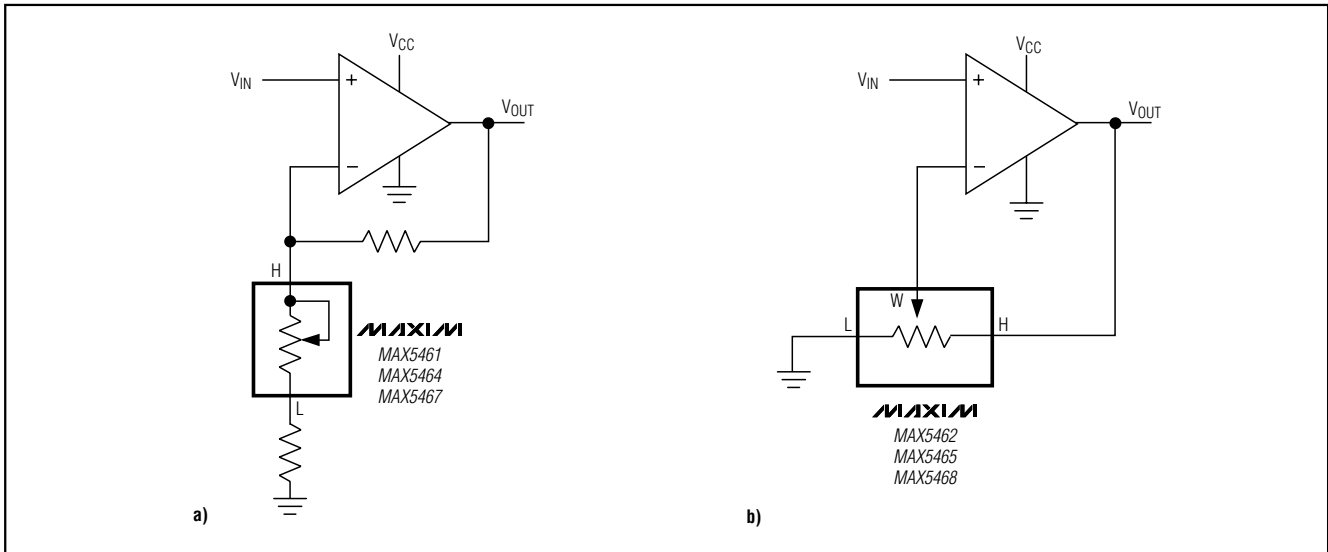 VCC
VIN
+
−
VOUT
H
MAXIM
MAX5461
MAX5464
MAX5467
L
a)
VCC
VIN
+
−
VOUT
W
L
H
MAXIM
MAX5462
MAX5465
MAX5468
b)